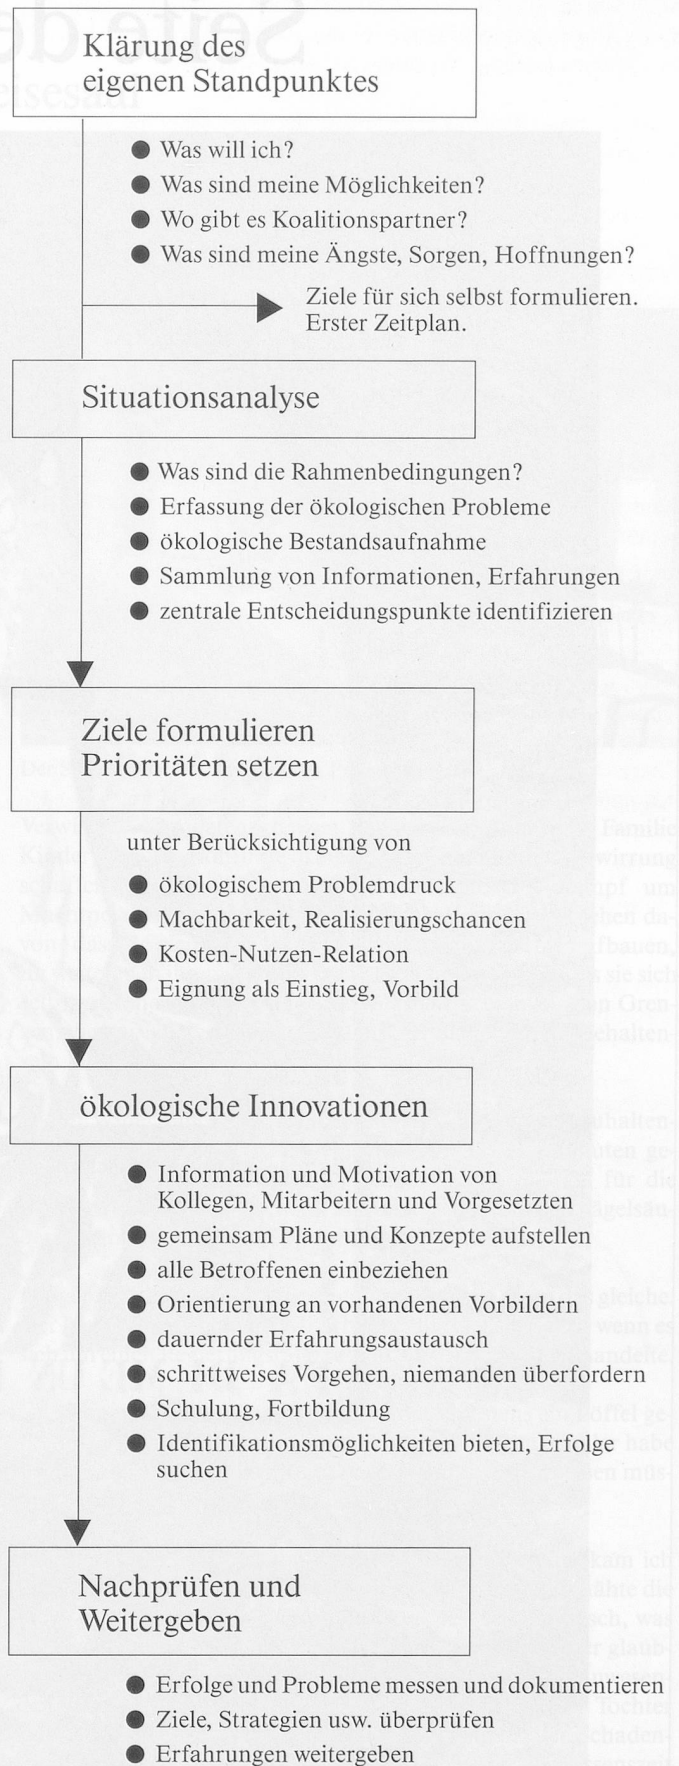 Klärung des
eigenen Standpunktes
● Was will ich?
● Was sind meine Möglichkeiten?
● Wo gibt es Koalitionspartner?
● Was sind meine Ängste, Sorgen, Hoffnungen?
Ziele für sich selbst formulieren.
Erster Zeitplan.
Situationsanalyse
● Was sind die Rahmenbedingungen?
● Erfassung der ökologischen Probleme
● ökologische Bestandsaufnahme
● Sammlung von Informationen, Erfahrungen
● zentrale Entscheidungspunkte identifizieren
Ziele formulieren
Prioritäten setzen
unter Berücksichtigung von
● ökologischem Problemdruck
● Machbarkeit, Realisierungschancen
● Kosten-Nutzen-Relation
● Eignung als Einstieg, Vorbild
ökologische Innovationen
● Information und Motivation von
Kollegen, Mitarbeitern und Vorgesetzten
● gemeinsam Pläne und Konzepte aufstellen
● alle Betroffenen einbeziehen
● Orientierung an vorhandenen Vorbildern
● dauernder Erfahrungsaustausch
● schrittweises Vorgehen, niemanden überfordern
● Schulung, Fortbildung
● Identifikationsmöglichkeiten bieten, Erfolge
suchen
Nachprüfen und
Weitergeben
● Erfolge und Probleme messen und dokumentieren
● Ziele, Strategien usw. überprüfen
● Erfahrungen weitergeben